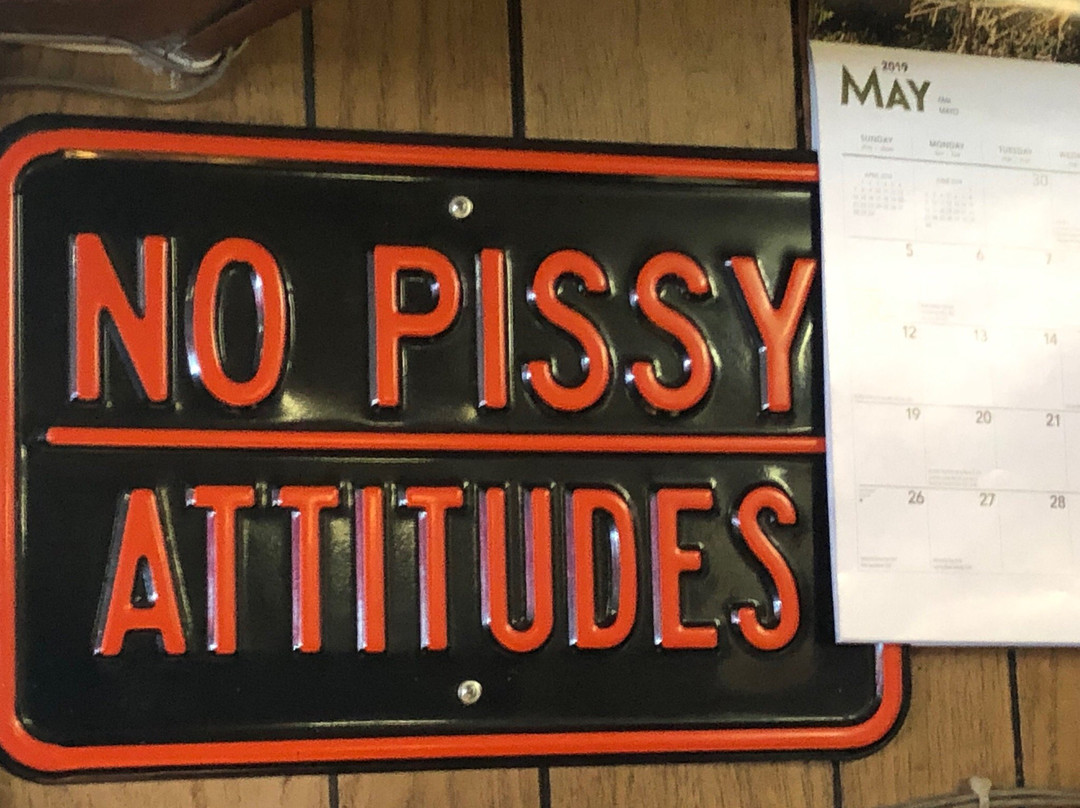 NO PISSY
ATTITUDES
2019
MAY
SUNDAY
MONDAY
TUESDAY
30
5 6 7
12 13 14
19 20 21
26 27 28